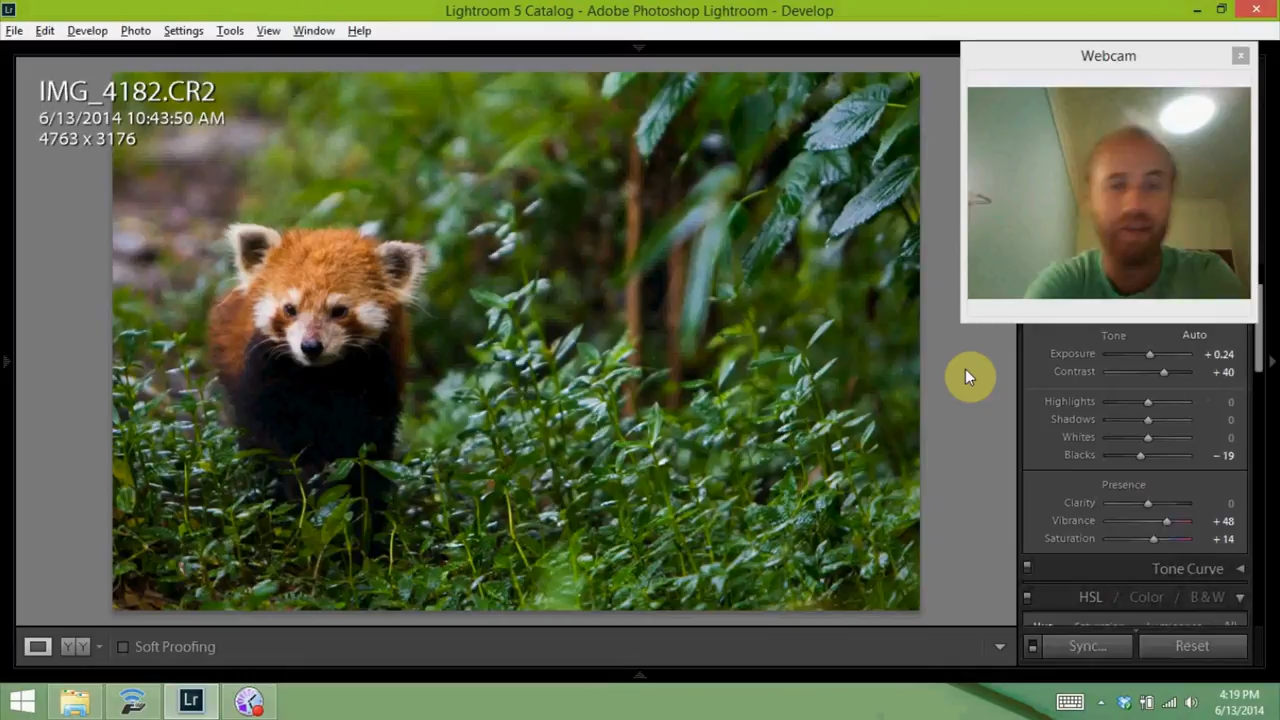 Lr
Lightroom 5 Catalog - Adobe Photoshop Lightroom - Develop
File Edit Develop Photo Settings Tools View Window Help
IMG_4182.CR2
6/13/2014 10:43:50 AM
4763 x 3176
Webcam
Tone Auto
Exposure + 0.24
Contrast + 40
Highlights 0
Shadows 0
Whites 0
Blacks − 19
Presence
Clarity 0
Vibrance + 48
Saturation + 14
Tone Curve
HSL / Color / B & W
Soft Proofing
Sync... Reset
Lr
4:19 PM
6/13/2014